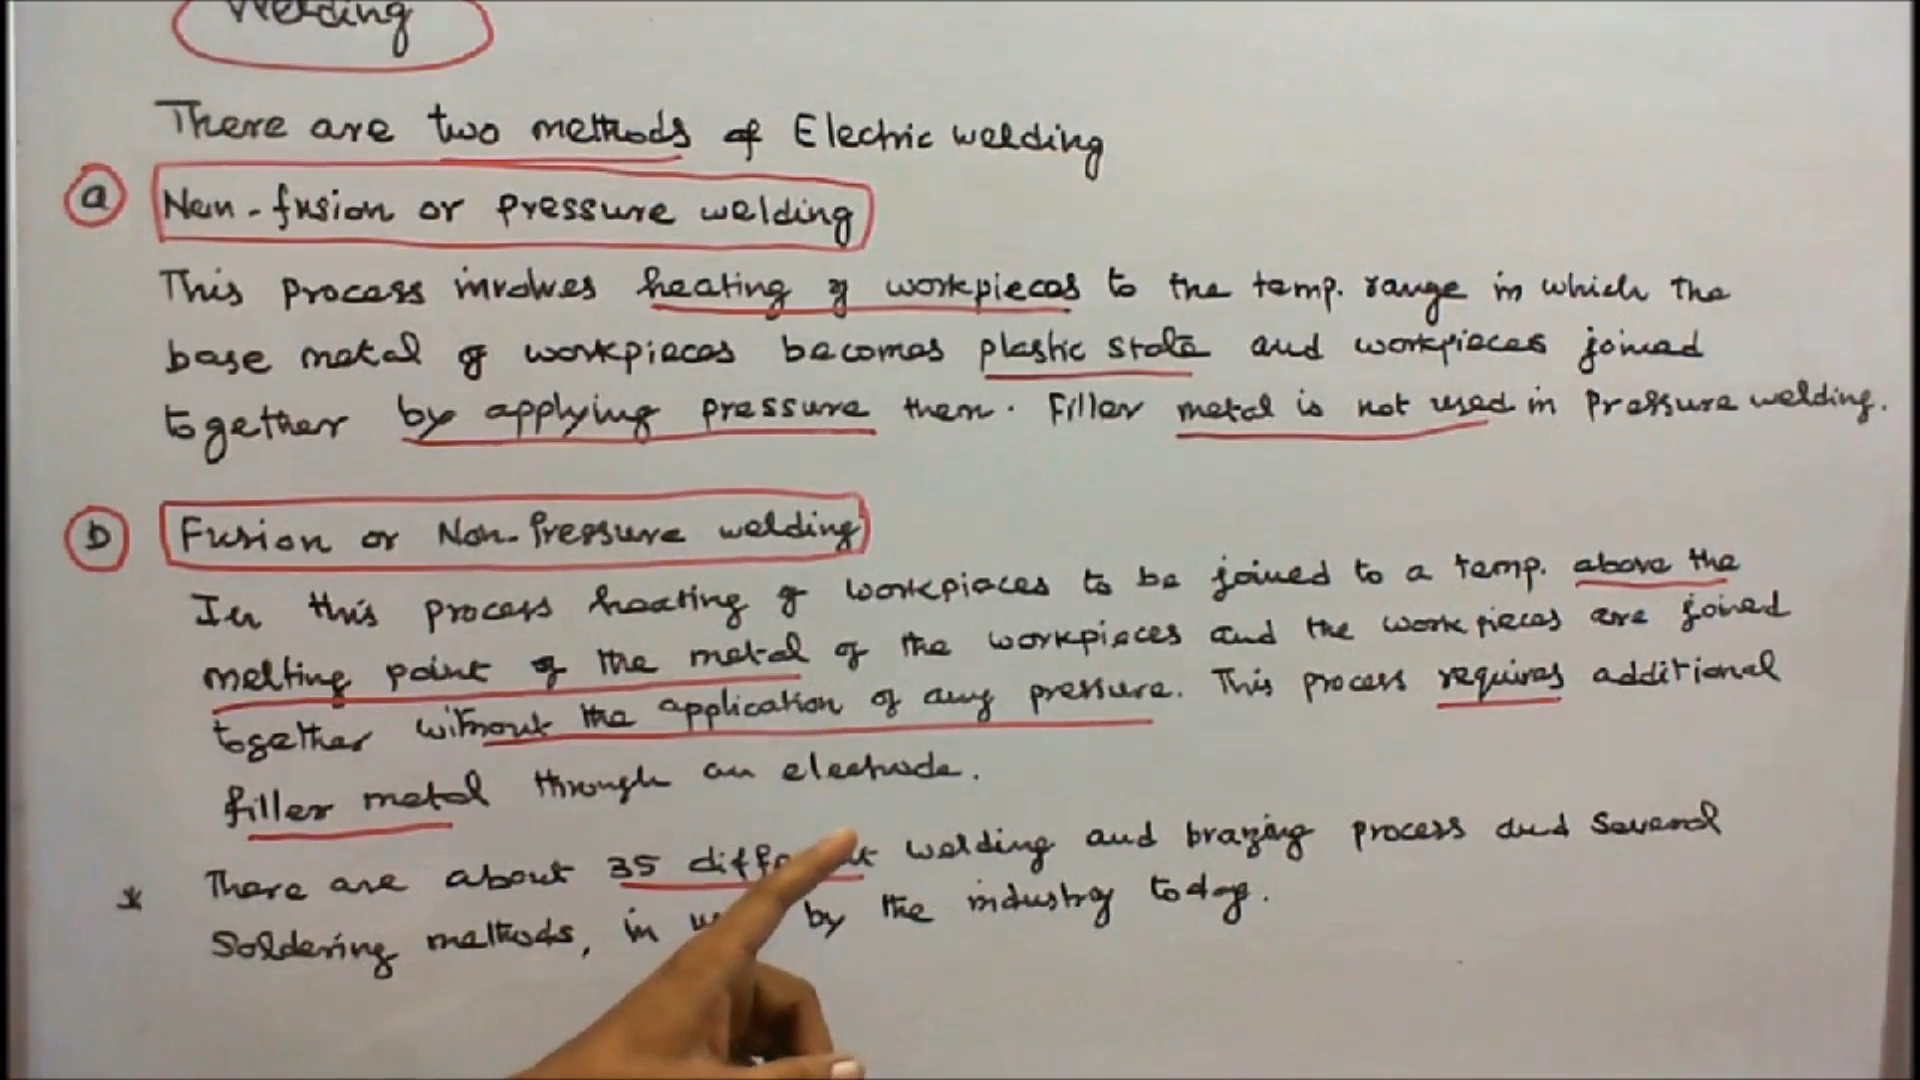 Welding
There are two methods of Electric welding
a Non-fusion or pressure welding
This process involves heating of workpieces to the temp. range in which the
base metal of workpieces becomes plastic state and workpieces joined
together by applying pressure them. Filler metal is not used in Pressure welding.
b Fusion or Non-Pressure welding
In this process heating of workpieces to be joined to a temp. above the
melting point of the metal of the workpieces and the workpieces are joined
together without the application of any pressure. This process requires additional
filler metal through an electrode.
* There are about 35 different welding and brazing process and several
Soldering methods, in by the industry today.